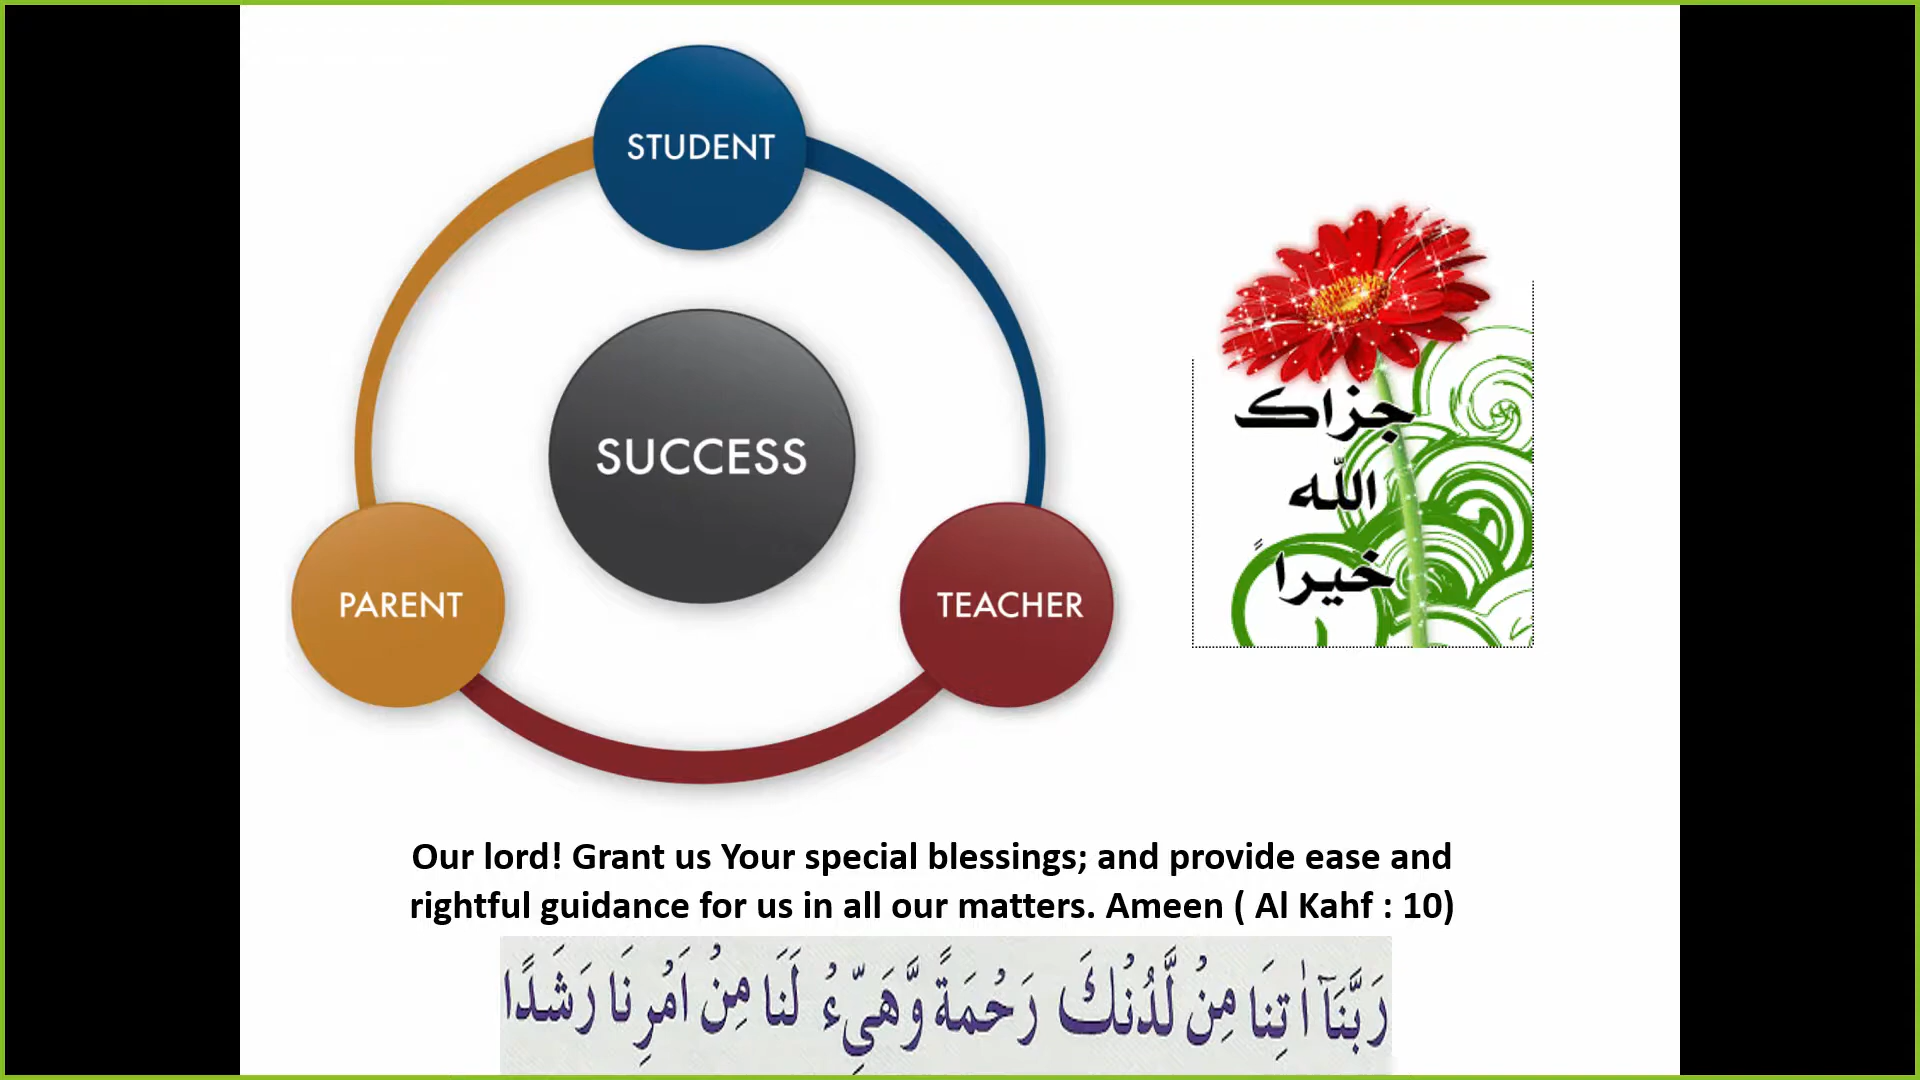 STUDENT
SUCCESS
PARENT
TEACHER
جزاك
الله
خيراً
Our lord! Grant us Your special blessings; and provide ease and
rightful guidance for us in all our matters. Ameen ( Al Kahf : 10)
رَبَّنَآ اٰتِنَا مِنْ لَّدُنْكَ رَحْمَةً وَّهَيِّئْ لَنَا مِنْ اَمْرِنَا رَشَدًا